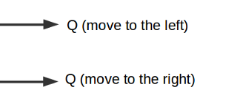 Q (move to the left)
Q (move to the right)